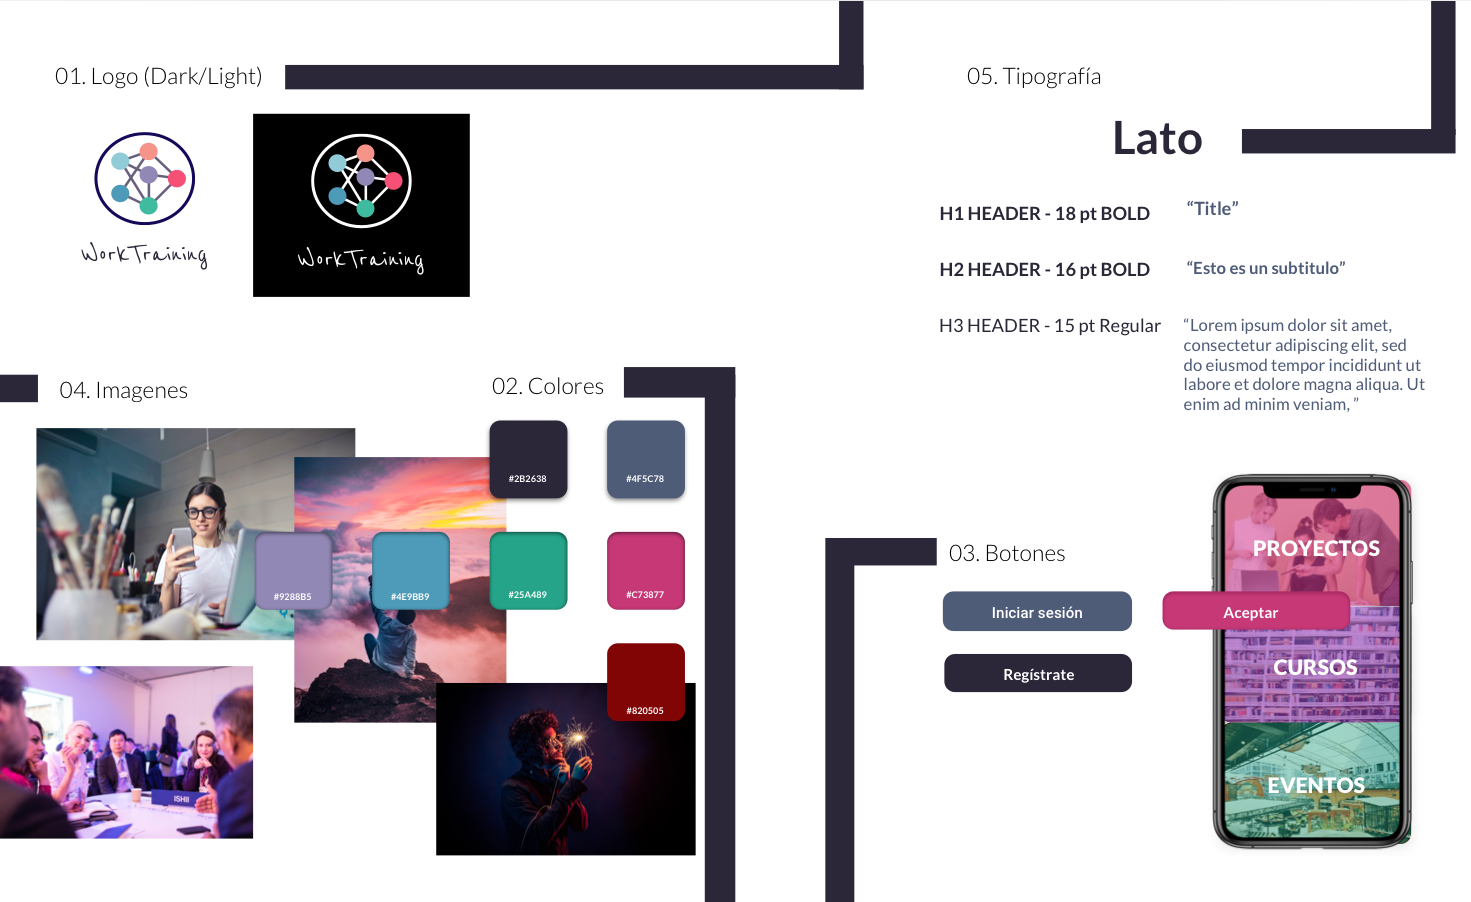 01. Logo (Dark/Light)
WorkTraining
WorkTraining
04. Imagenes
ISHII
02. Colores
#2B2638
#4F5C78
#9288B5
#4E9BB9
#25A489
#C73877
#820505
05. Tipografía
Lato
H1 HEADER - 18 pt BOLD
“Title”
H2 HEADER - 16 pt BOLD
“Esto es un subtitulo”
H3 HEADER - 15 pt Regular
“Lorem ipsum dolor sit amet,
consectetur adipiscing elit, sed
do eiusmod tempor incididunt ut
labore et dolore magna aliqua. Ut
enim ad minim veniam, ”
03. Botones
Iniciar sesión
Aceptar
Regístrate
PROYECTOS
CURSOS
EVENTOS